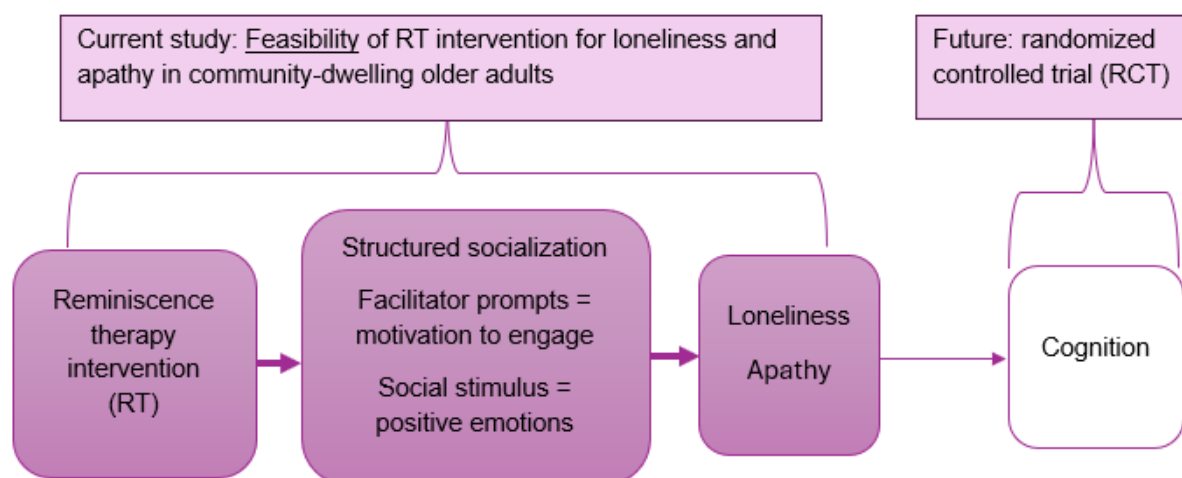 Current study: Feasibility of RT intervention for loneliness and
apathy in community-dwelling older adults
Future: randomized
controlled trial (RCT)
Reminiscence
therapy
intervention
(RT)
Structured socialization
Facilitator prompts =
motivation to engage
Social stimulus =
positive emotions
Loneliness
Apathy
Cognition